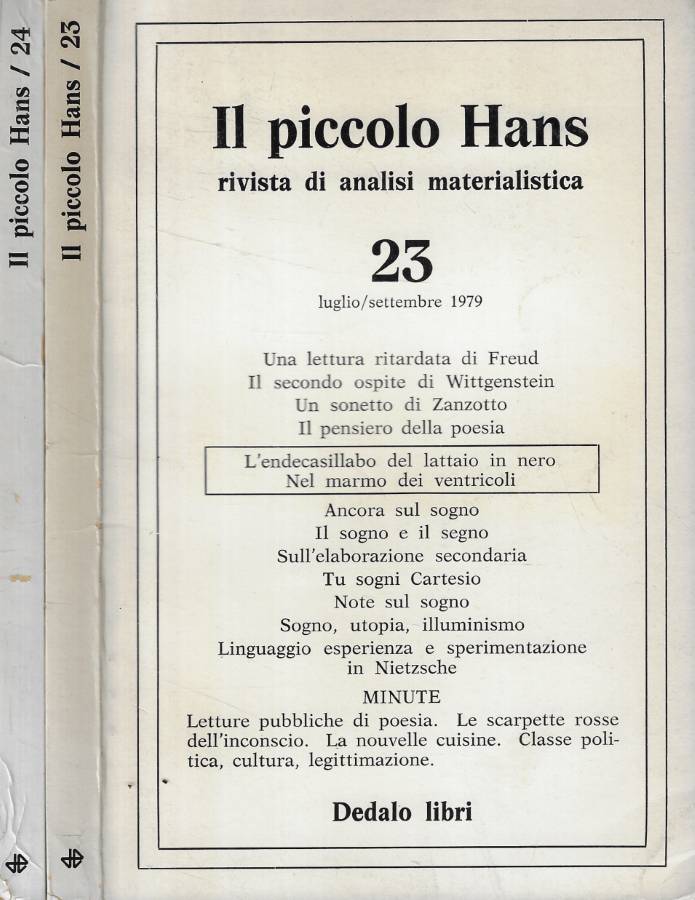 Il piccolo Hans / 24
Il piccolo Hans / 23
Il piccolo Hans
rivista di analisi materialistica
23
luglio/settembre 1979
Una lettura ritardata di Freud
Il secondo ospite di Wittgenstein
Un sonetto di Zanzotto
Il pensiero della poesia
L'endecasillabo del lattaio in nero
Nel marmo dei ventricoli
Ancora sul sogno
Il sogno e il segno
Sull'elaborazione secondaria
Tu sogni Cartesio
Note sul sogno
Sogno, utopia, illuminismo
Linguaggio esperienza e sperimentazione
in Nietzsche
MINUTE
Letture pubbliche di poesia. Le scarpette rosse
dell'inconscio. La nouvelle cuisine. Classe poli-
tica, cultura, legittimazione.
Dedalo libri